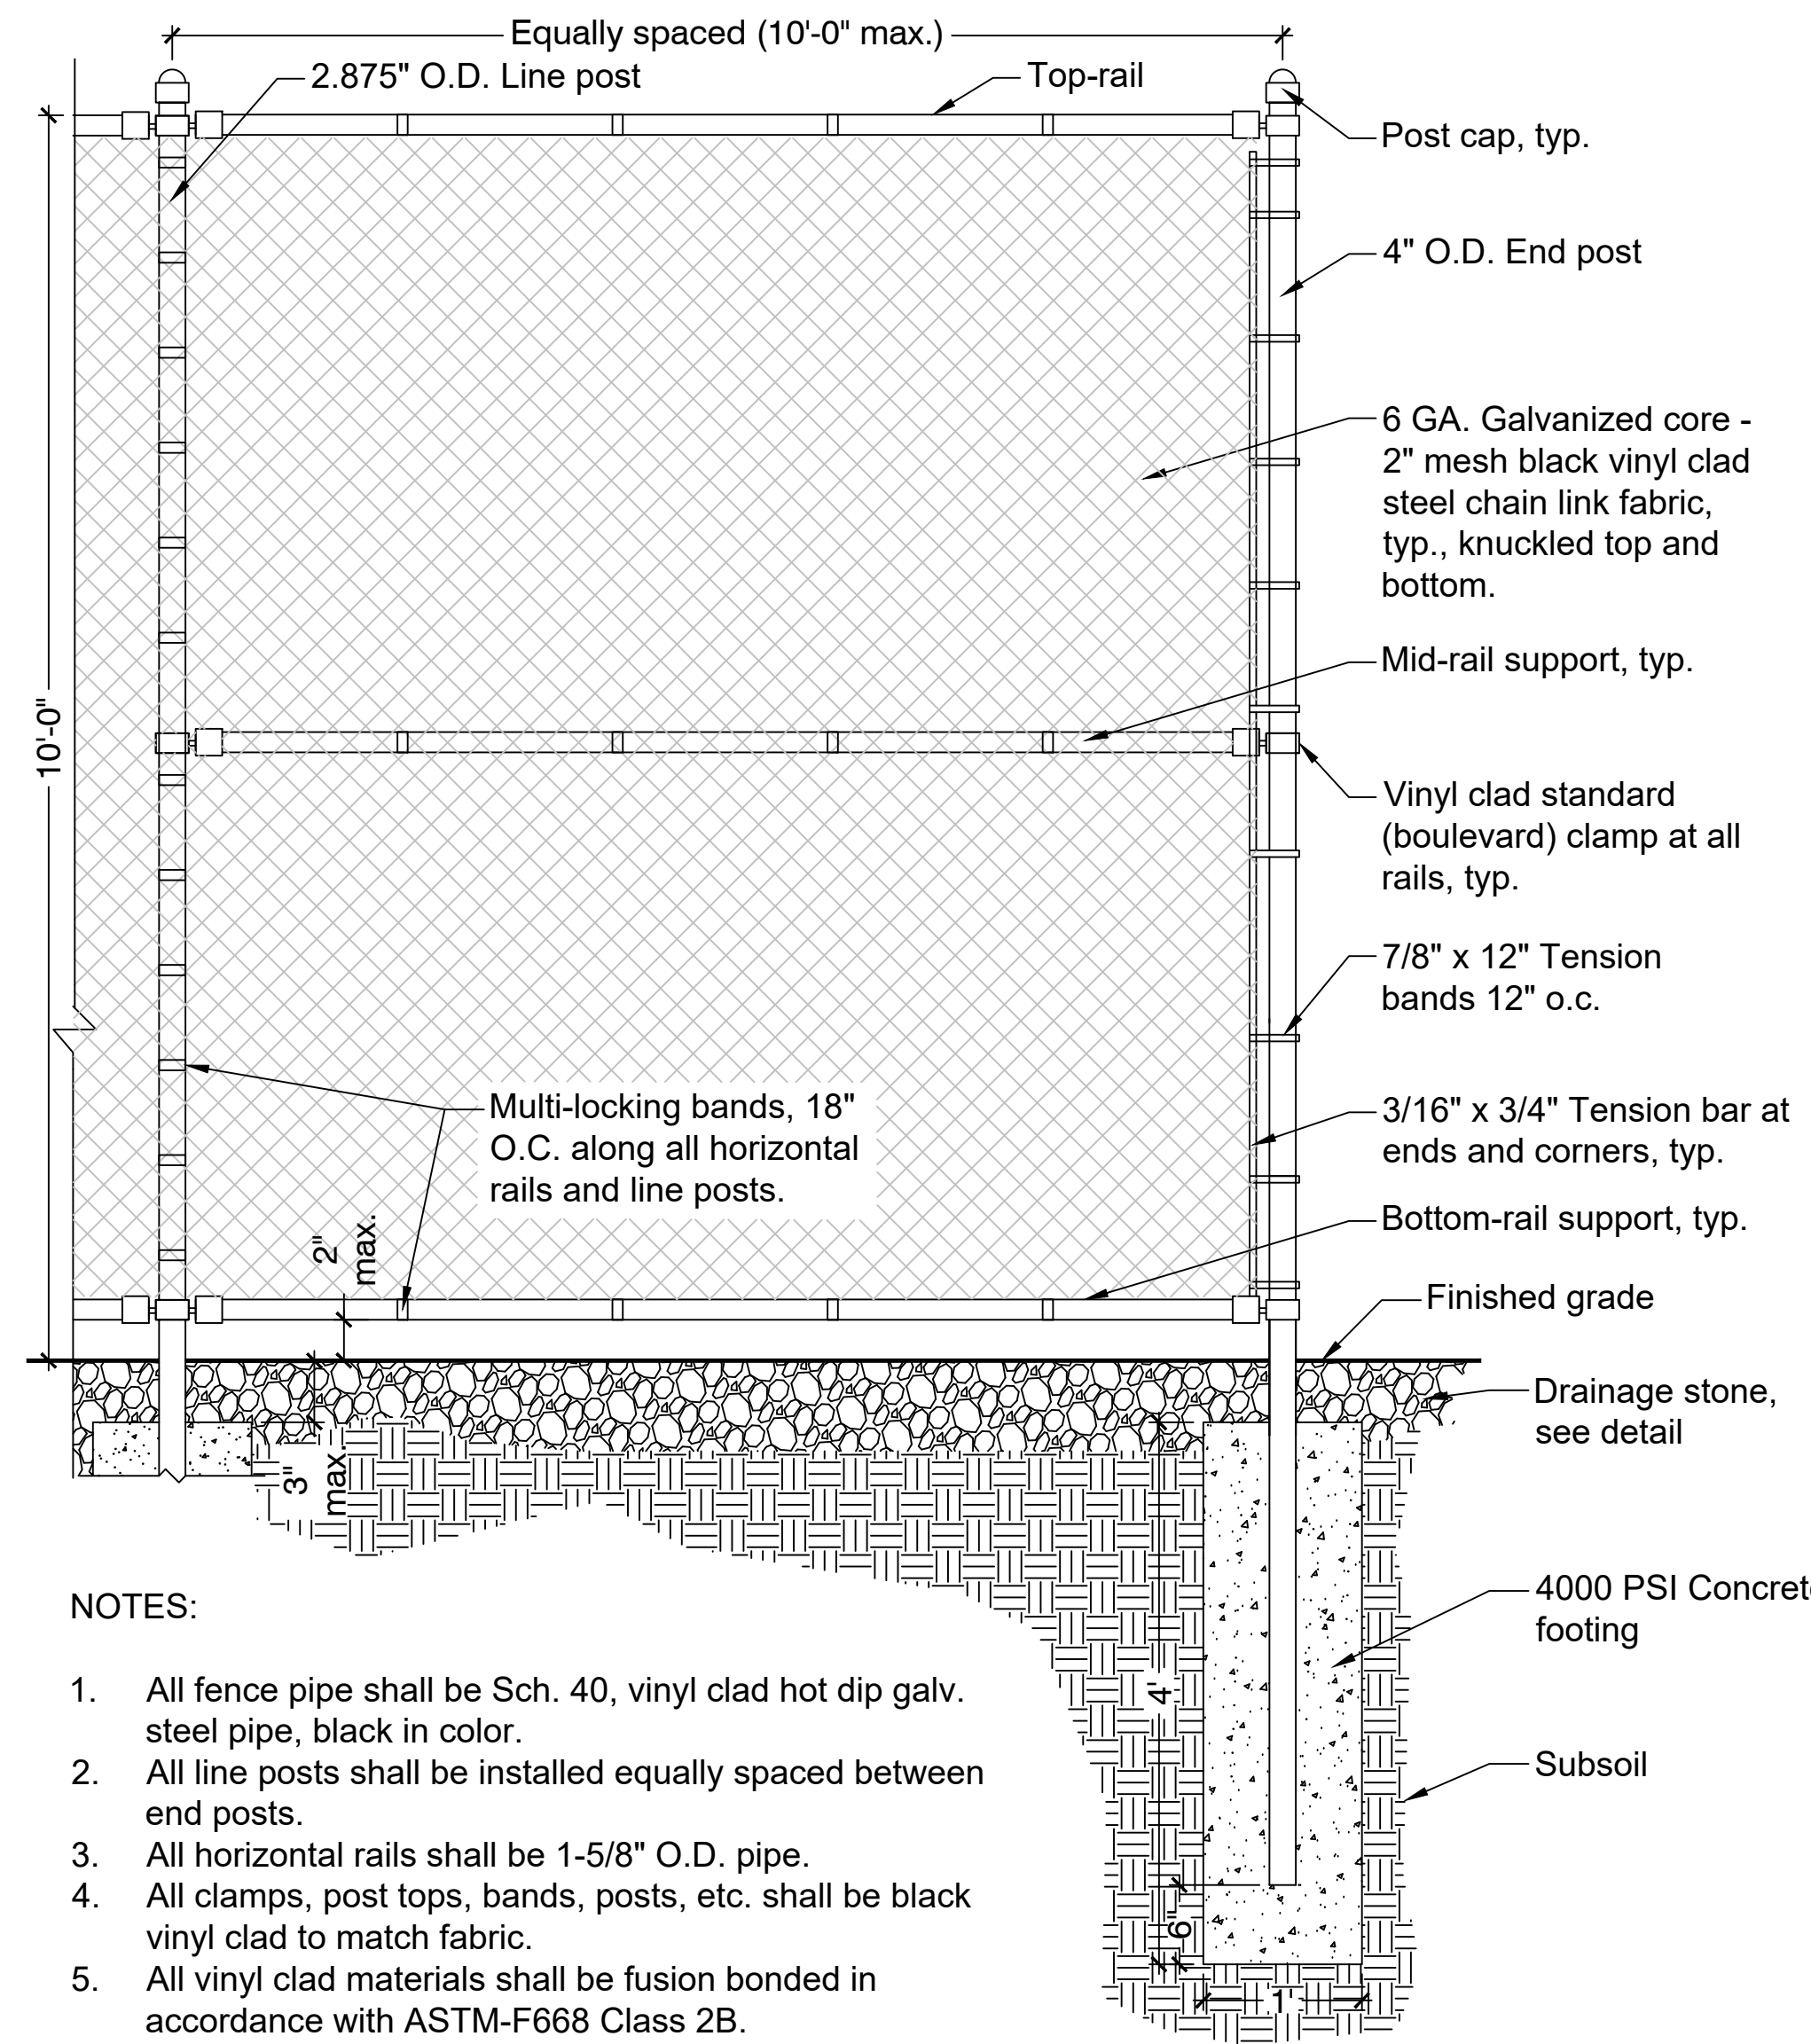 Equally spaced (10'-0" max.)
2.875" O.D. Line post
Top-rail
Post cap, typ.
4" O.D. End post
6 GA. Galvanized core -
2" mesh black vinyl clad
steel chain link fabric,
typ., knuckled top and
bottom.
Mid-rail support, typ.
10'-0"
Vinyl clad standard
(boulevard) clamp at all
rails, typ.
7/8" x 12" Tension
bands 12" o.c.
Multi-locking bands, 18"
O.C. along all horizontal
rails and line posts.
3/16" x 3/4" Tension bar at
ends and corners, typ.
2"
max.
Bottom-rail support, typ.
Finished grade
Drainage stone,
see detail
3"
max.
4000 PSI Concrete
footing
4'
Subsoil
6"
1'
NOTES:
1. All fence pipe shall be Sch. 40, vinyl clad hot dip galv.
steel pipe, black in color.
2. All line posts shall be installed equally spaced between
end posts.
3. All horizontal rails shall be 1-5/8" O.D. pipe.
4. All clamps, post tops, bands, posts, etc. shall be black
vinyl clad to match fabric.
5. All vinyl clad materials shall be fusion bonded in
accordance with ASTM-F668 Class 2B.